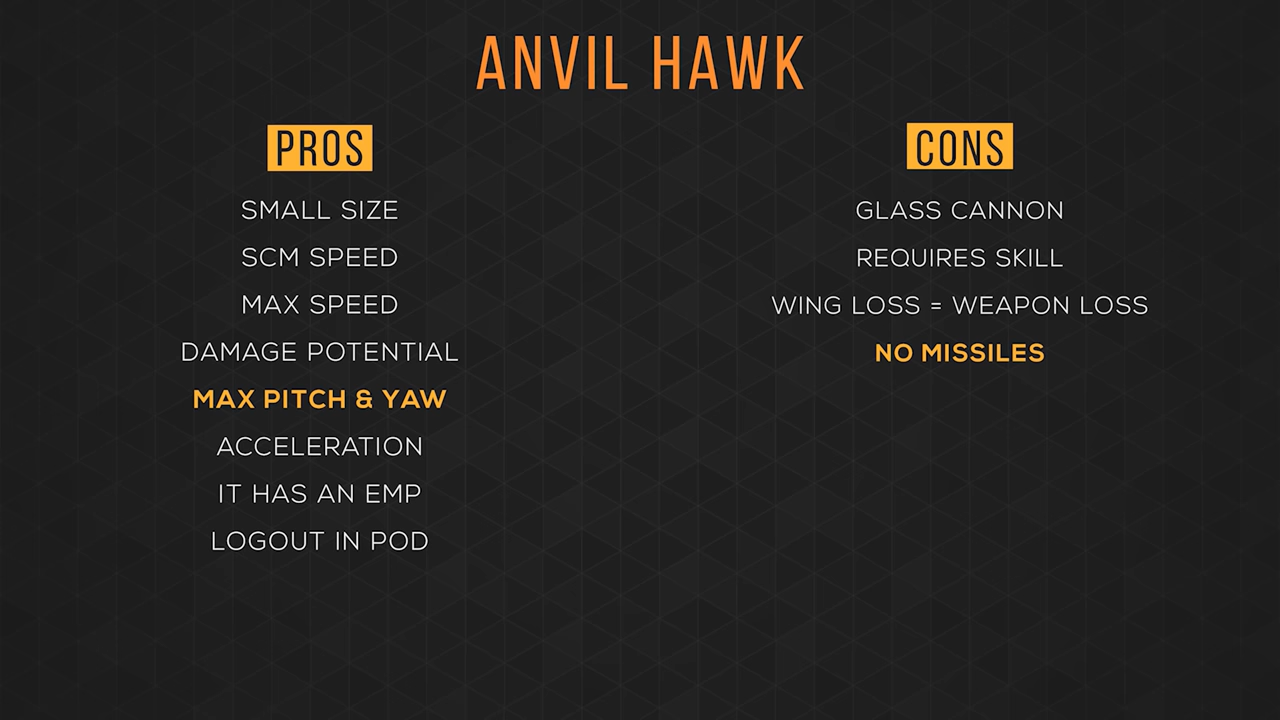 ANVIL HAWK
PROS
SMALL SIZE
SCM SPEED
MAX SPEED
DAMAGE POTENTIAL
MAX PITCH & YAW
ACCELERATION
IT HAS AN EMP
LOGOUT IN POD
CONS
GLASS CANNON
REQUIRES SKILL
WING LOSS = WEAPON LOSS
NO MISSILES